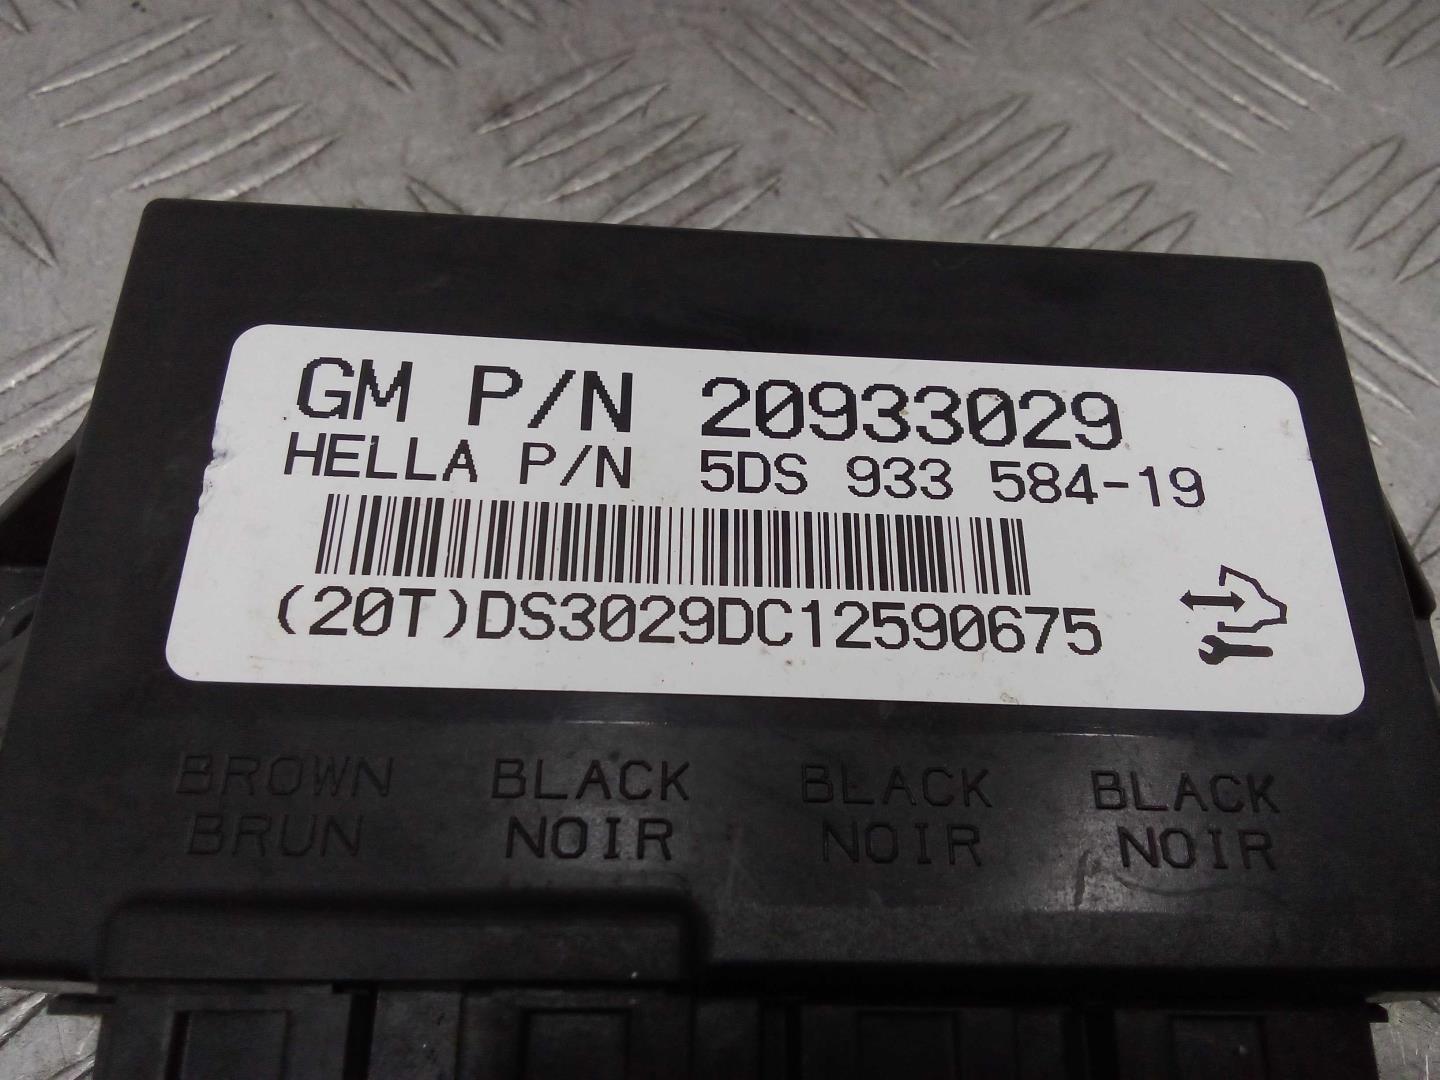 GM P/N 20933029
HELLA P/N 5DS 933 584-19
(20T)DS3029DC12590675
BROWN BLACK BLACK BLACK
BRUN NOIR NOIR NOIR